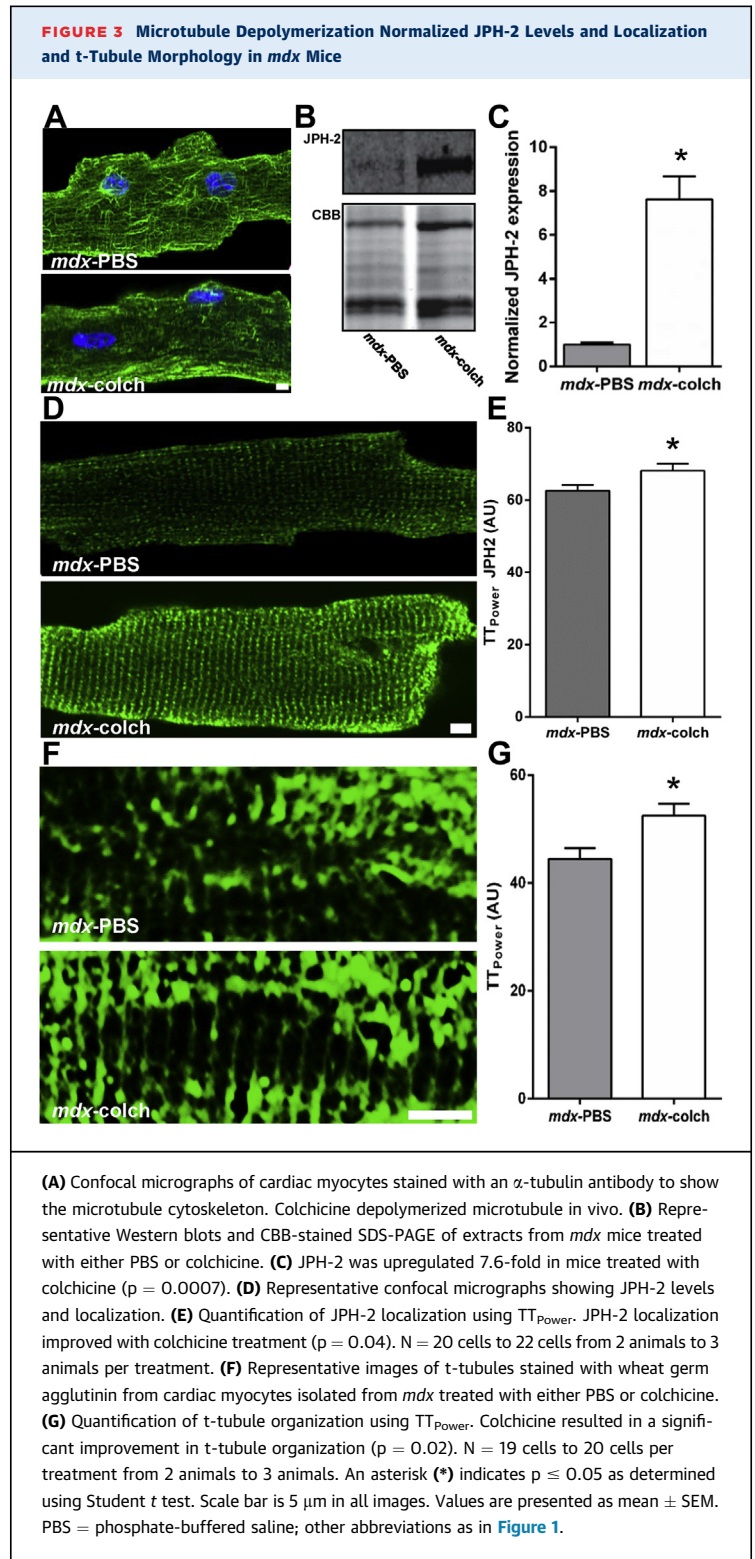 FIGURE 3 Microtubule Depolymerization Normalized JPH-2 Levels and Localization
and t-Tubule Morphology in mdx Mice
A
mdx-PBS
mdx-colch
B
JPH-2
CBB
mdx-PBS
mdx-colch
C
Normalized JPH-2 expression
10
8
6
4
2
0
*
mdx-PBS
mdx-colch
D
mdx-PBS
mdx-colch
E
TTPower JPH2 (AU)
80
60
40
20
0
*
mdx-PBS
mdx-colch
F
mdx-PBS
mdx-colch
G
TTPower (AU)
60
40
20
0
*
mdx-PBS
mdx-colch
(A) Confocal micrographs of cardiac myocytes stained with an α-tubulin antibody to show
the microtubule cytoskeleton. Colchicine depolymerized microtubule in vivo. (B) Repre-
sentative Western blots and CBB-stained SDS-PAGE of extracts from mdx mice treated
with either PBS or colchicine. (C) JPH-2 was upregulated 7.6-fold in mice treated with
colchicine (p = 0.0007). (D) Representative confocal micrographs showing JPH-2 levels
and localization. (E) Quantification of JPH-2 localization using TTPower. JPH-2 localization
improved with colchicine treatment (p = 0.04). N = 20 cells to 22 cells from 2 animals to 3
animals per treatment. (F) Representative images of t-tubules stained with wheat germ
agglutinin from cardiac myocytes isolated from mdx treated with either PBS or colchicine.
(G) Quantification of t-tubule organization using TTPower. Colchicine resulted in a signifi-
cant improvement in t-tubule organization (p = 0.02). N = 19 cells to 20 cells per
treatment from 2 animals to 3 animals. An asterisk (*) indicates p ≤ 0.05 as determined
using Student t test. Scale bar is 5 μm in all images. Values are presented as mean ± SEM.
PBS = phosphate-buffered saline; other abbreviations as in Figure 1.